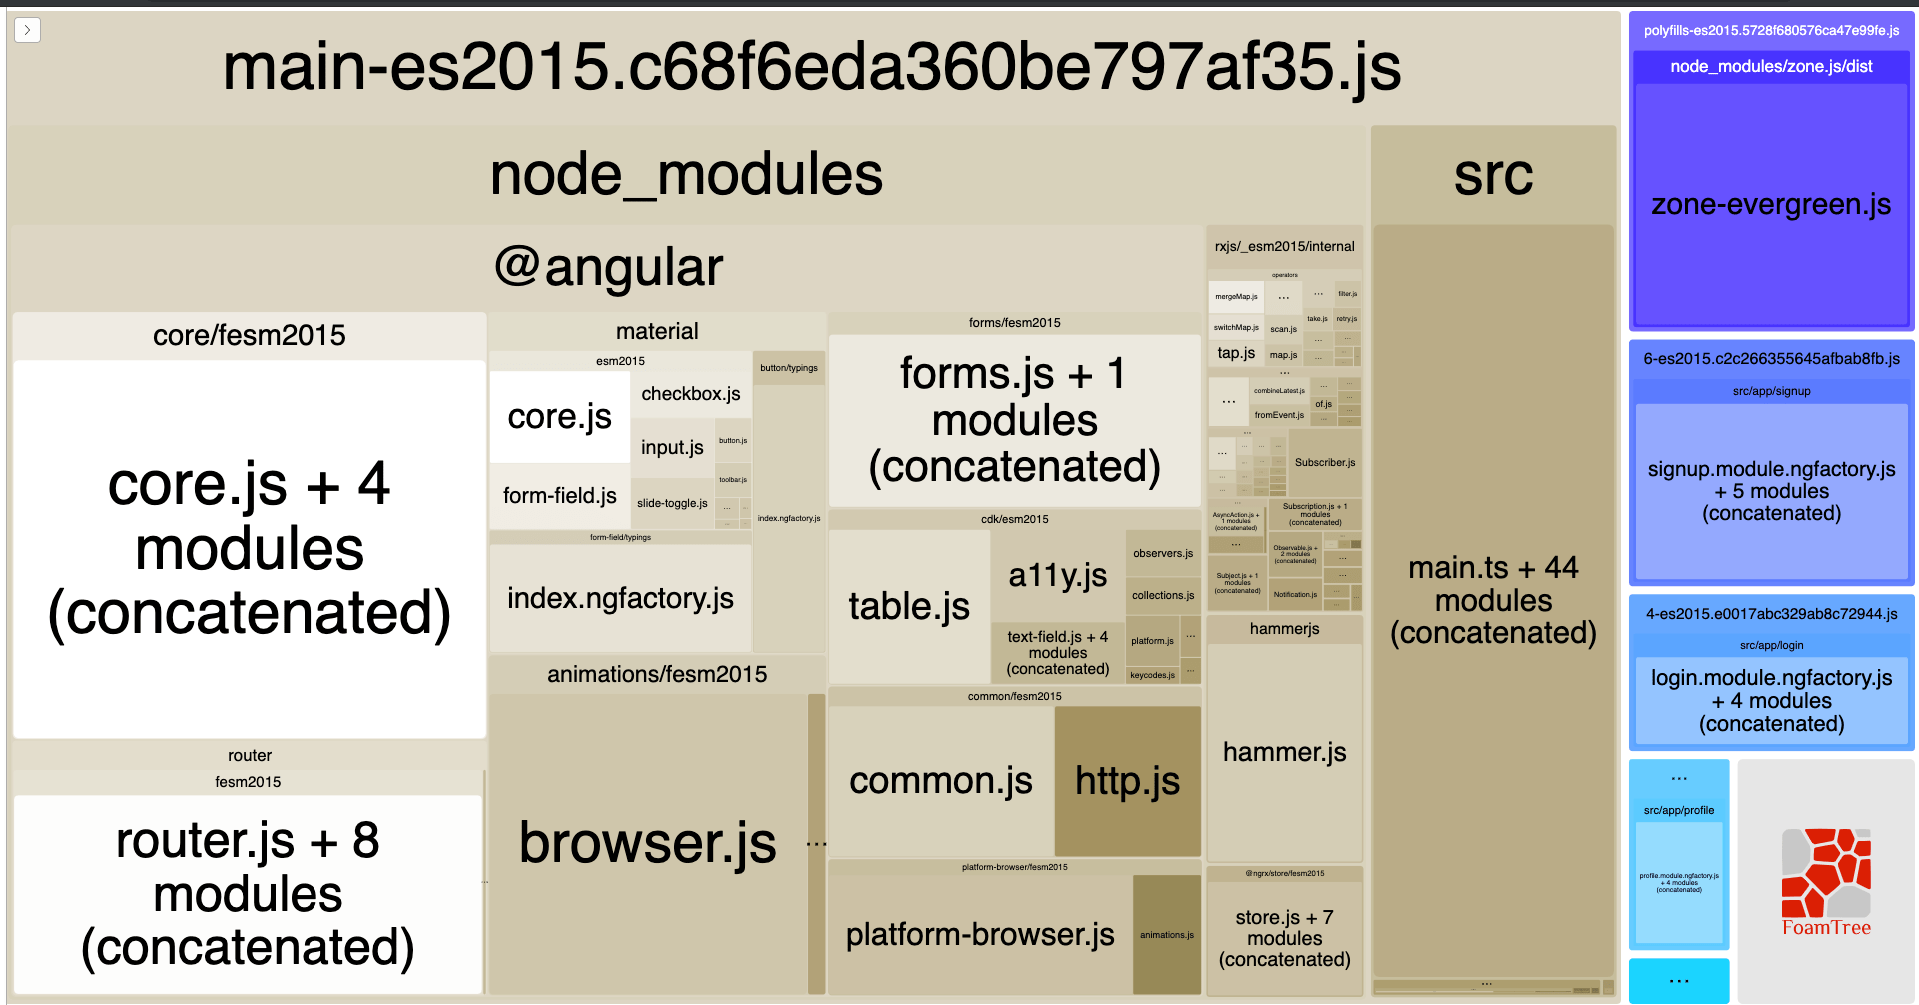 main-es2015.c68f6eda360be797af35.js
node_modules
src
@angular
core/fesm2015
core.js + 4
modules
(concatenated)
router
fesm2015
router.js + 8
modules
(concatenated)
...
material
esm2015
core.js
checkbox.js
input.js
button.js
form-field.js
slide-toggle.js
toolbar.js
...
button/typings
index.ngfactory.js
form-field/typings
index.ngfactory.js
animations/fesm2015
browser.js
...
forms/fesm2015
forms.js + 1
modules
(concatenated)
cdk/esm2015
table.js
a11y.js
text-field.js + 4
modules
(concatenated)
observers.js
collections.js
platform.js
...
keycodes.js
...
common/fesm2015
common.js
http.js
platform-browser/fesm2015
platform-browser.js
animations.js
rxjs/_esm2015/internal
operators
mergeMap.js
...
...
filter.js
switchMap.js
scan.js
take.js
retry.js
tap.js
map.js
...
...
...
combineLatest.js
fromEvent.js
of.js
...
...
Subscriber.js
...
AsyncAction.js +
1 modules
(concatenated)
...
Subscription.js + 1
modules
(concatenated)
Observable.js +
2 modules
(concatenated)
Subject.js + 1
modules
(concatenated)
Notification.js
...
...
hammerjs
hammer.js
@ngrx/store/fesm2015
store.js + 7
modules
(concatenated)
main.ts + 44
modules
(concatenated)
...
polyfills-es2015.5728f680576ca47e99fe.js
node_modules/zone.js/dist
zone-evergreen.js
6-es2015.c2c266355645afbab8fb.js
src/app/signup
signup.module.ngfactory.js
+ 5 modules
(concatenated)
4-es2015.e0017abc329ab8c72944.js
src/app/login
login.module.ngfactory.js
+ 4 modules
(concatenated)
...
src/app/profile
profile.module.ngfactory.js
+ 4 modules
(concatenated)
...
FoamTree